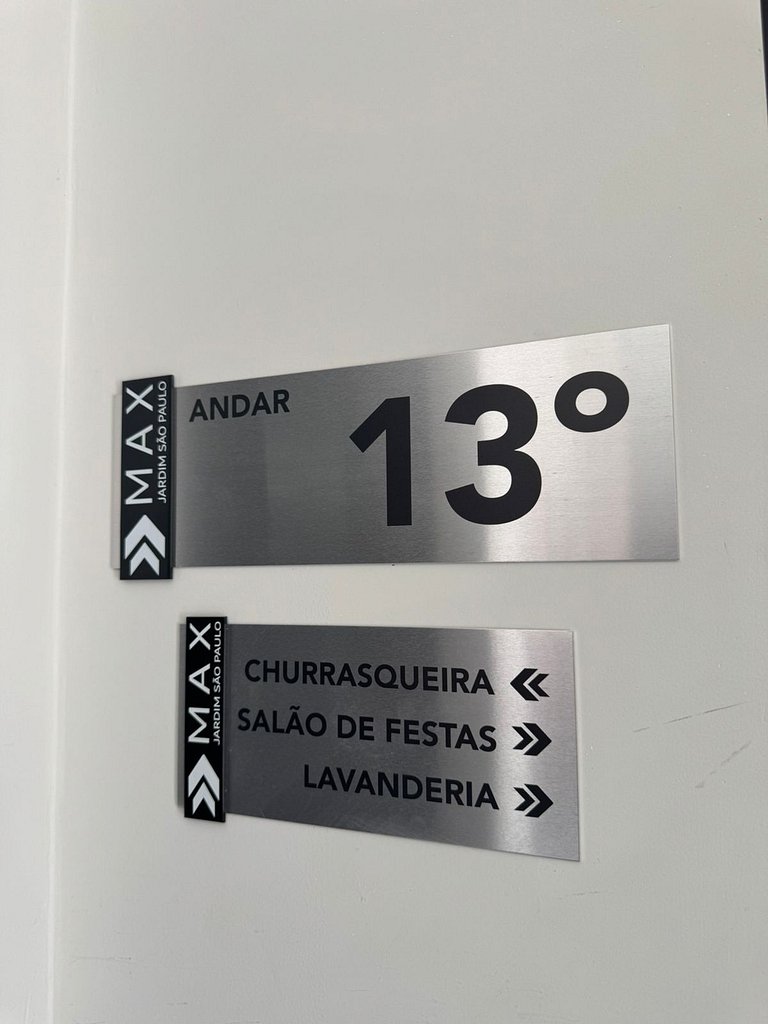 MAX
JARDIM SÃO PAULO
ANDAR
13º
MAX
JARDIM SÃO PAULO
CHURRASQUEIRA
SALÃO DE FESTAS
LAVANDERIA